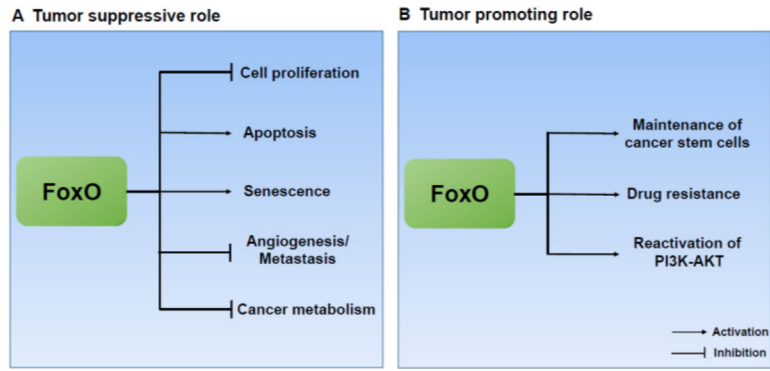 A Tumor suppressive role
FoxO
Cell proliferation
Apoptosis
Senescence
Angiogenesis/
Metastasis
Cancer metabolism
B Tumor promoting role
FoxO
Maintenance of
cancer stem cells
Drug resistance
Reactivation of
PI3K-AKT
Activation
Inhibition